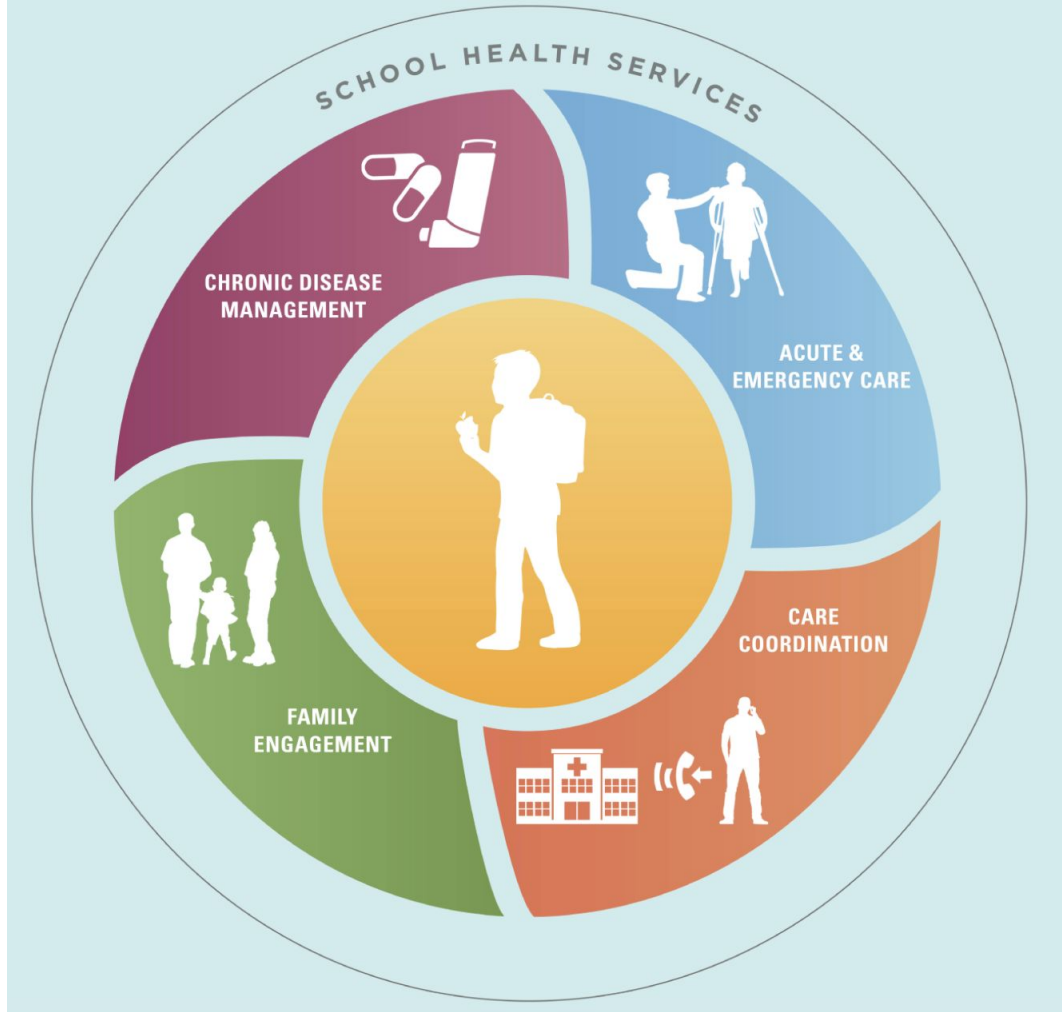 SCHOOL HEALTH SERVICES
CHRONIC DISEASE
MANAGEMENT
ACUTE &
EMERGENCY CARE
CARE
COORDINATION
FAMILY
ENGAGEMENT